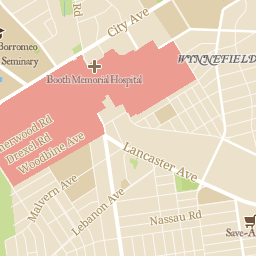 City Ave
Borromeo
Seminary
WYNNEFIELD
Booth Memorial Hospital
Rd
Drexel Rd
Woodbine Ave
Lancaster Ave
Malvern Ave
Lebanon Ave
Nassau Rd
Save-A